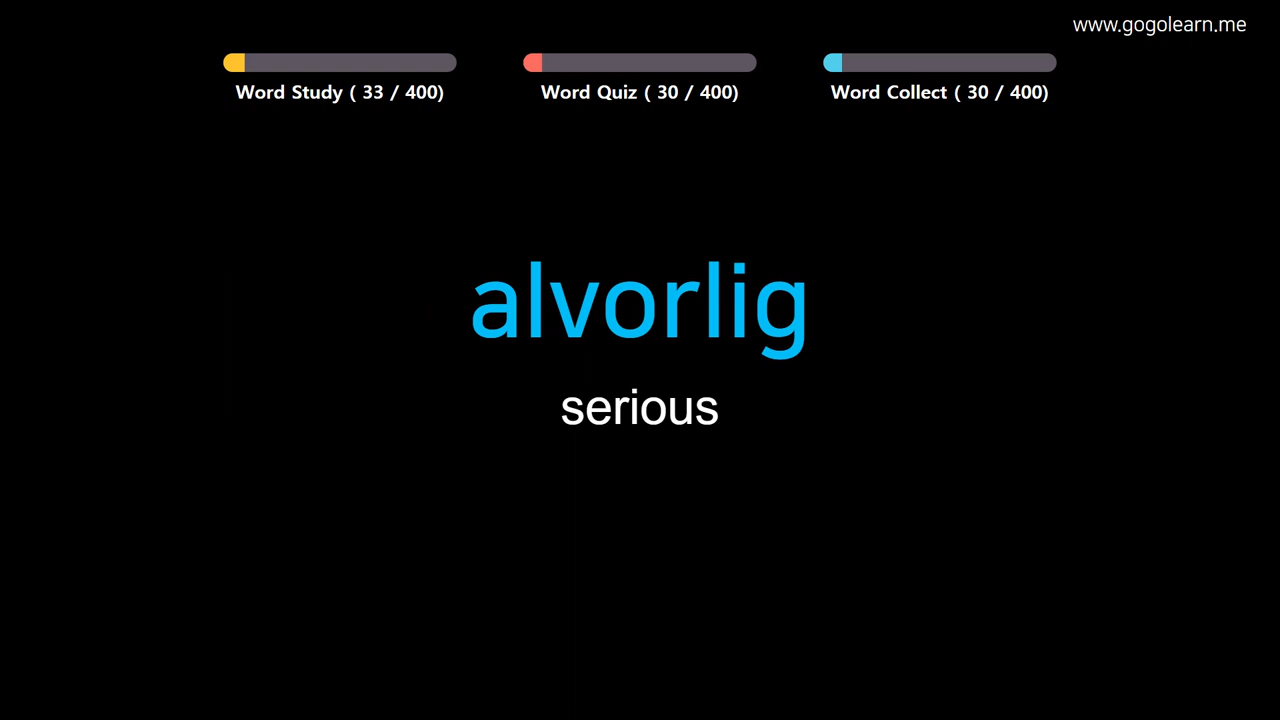 www.gogolearn.me
Word Study ( 33 / 400)
Word Quiz ( 30 / 400)
Word Collect ( 30 / 400)
alvorlig
serious